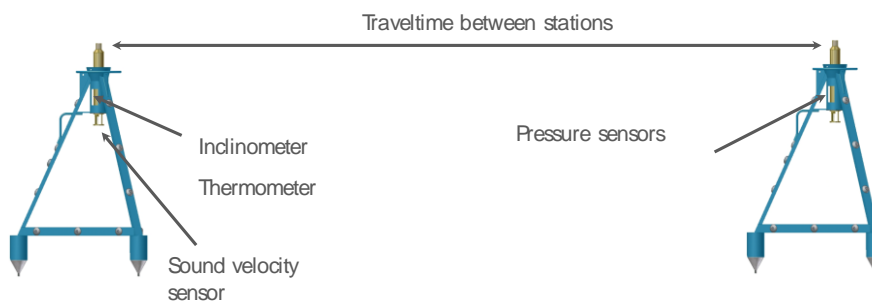 Traveltime between stations
Inclinometer
Thermometer
Pressure sensors
Sound velocity
sensor